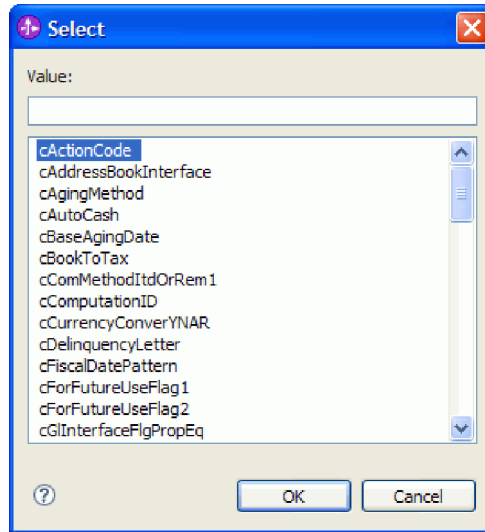 Select
Value:
cActionCode
cAddressBookInterface
cAgingMethod
cAutoCash
cBaseAgingDate
cBookToTax
cComMethodItdOrRem1
cComputationID
cCurrencyConverYNAR
cDelinquencyLetter
cFiscalDatePattern
cForFutureUseFlag1
cForFutureUseFlag2
cGlInterfaceFlgPropEq
?
OK Cancel